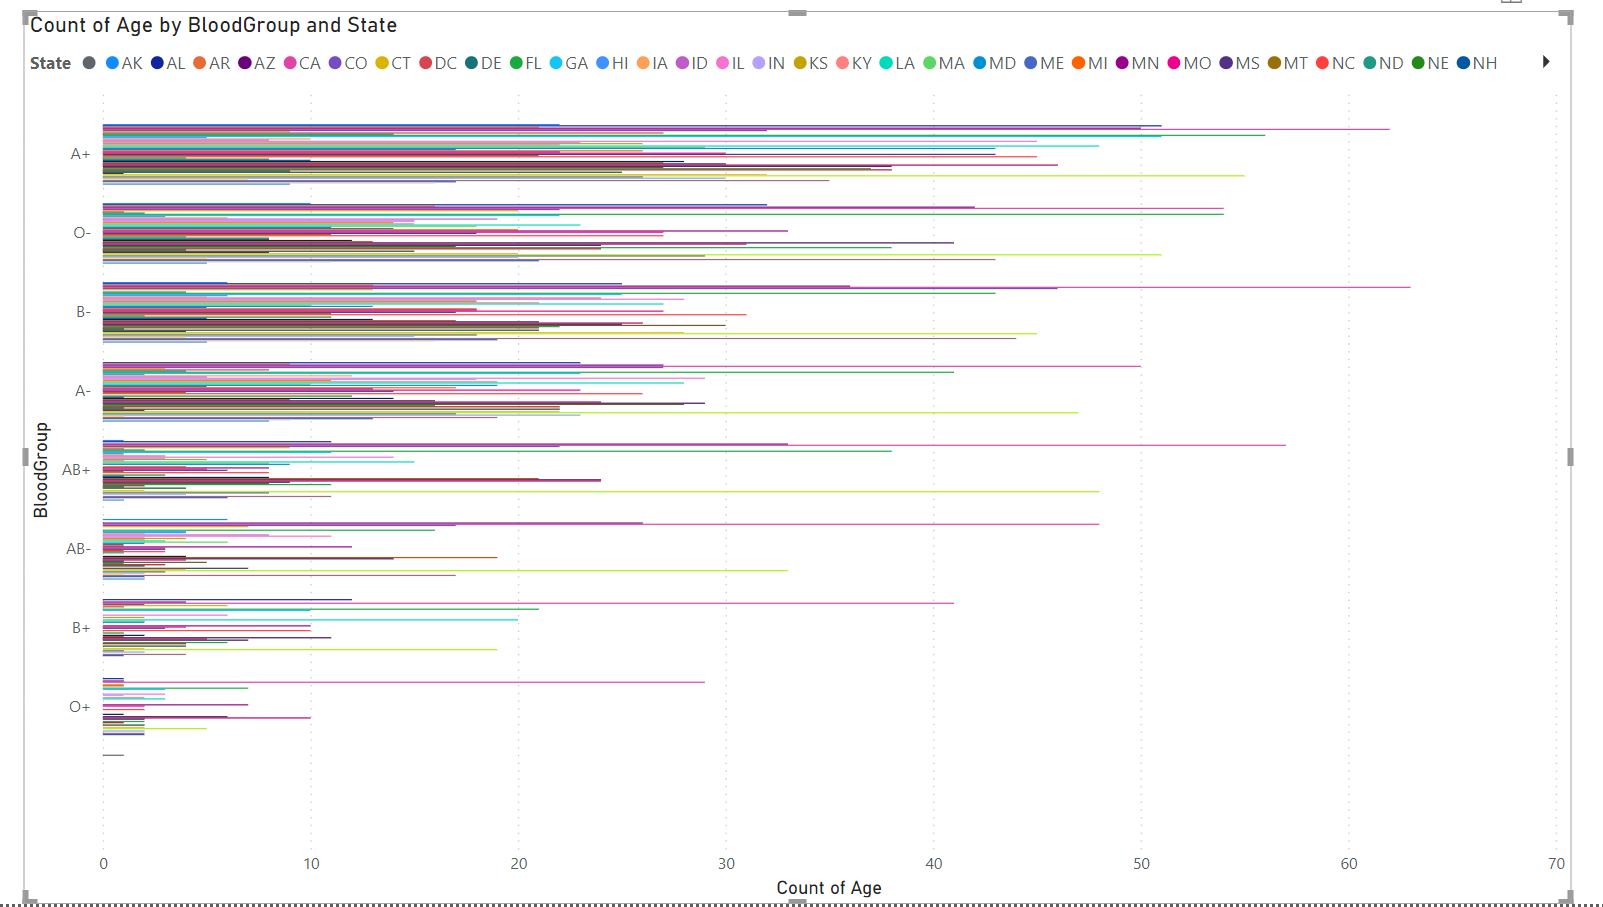 Count of Age by BloodGroup and State
State AK AL AR AZ CA CO CT DC DE FL GA HI IA ID IL IN KS KY LA MA MD ME MI MN MO MS MT NC ND NE NH
A+
O-
B-
A-
AB+
AB-
B+
O+
BloodGroup
0 10 20 30 40 50 60 70
Count of Age